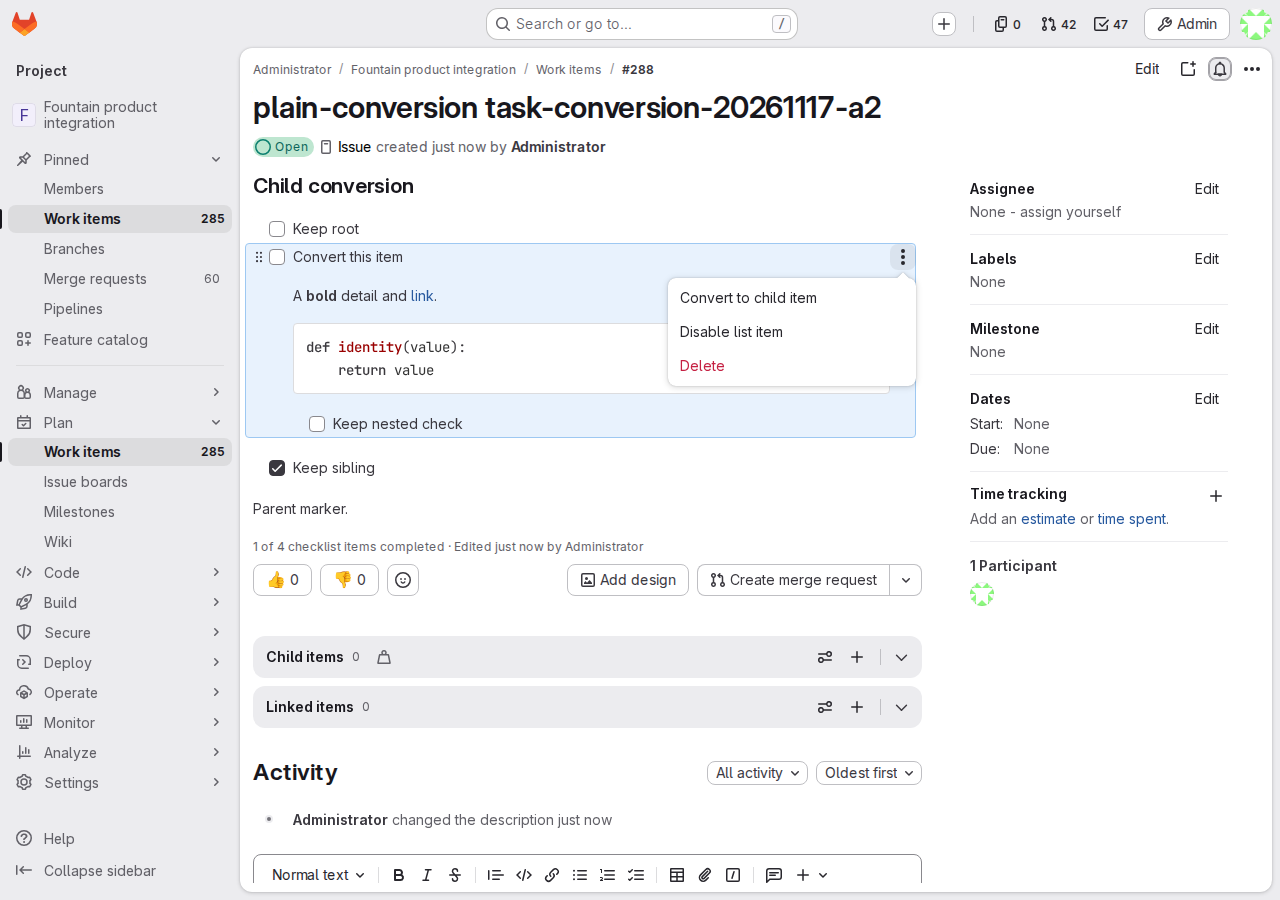 Search or go to...
/
0
42
47
Admin
Project
F
Fountain product integration
Pinned
Members
Work items 285
Branches
Merge requests 60
Pipelines
Feature catalog
Manage
Plan
Work items 285
Issue boards
Milestones
Wiki
Code
Build
Secure
Deploy
Operate
Monitor
Analyze
Settings
Help
Collapse sidebar
Administrator / Fountain product integration / Work items / #288
Edit
plain-conversion task-conversion-20261117-a2
Open Issue created just now by Administrator
Child conversion
Keep root
Convert this item
A bold detail and link.
def identity(value):
return value
Keep nested check
Convert to child item
Disable list item
Delete
Keep sibling
Parent marker.
1 of 4 checklist items completed · Edited just now by Administrator
👍 0
👎 0
Add design
Create merge request
Child items 0
Linked items 0
Activity
All activity
Oldest first
Administrator changed the description just now
Normal text
Assignee Edit
None - assign yourself
Labels Edit
None
Milestone Edit
None
Dates Edit
Start: None
Due: None
Time tracking
Add an estimate or time spent.
1 Participant